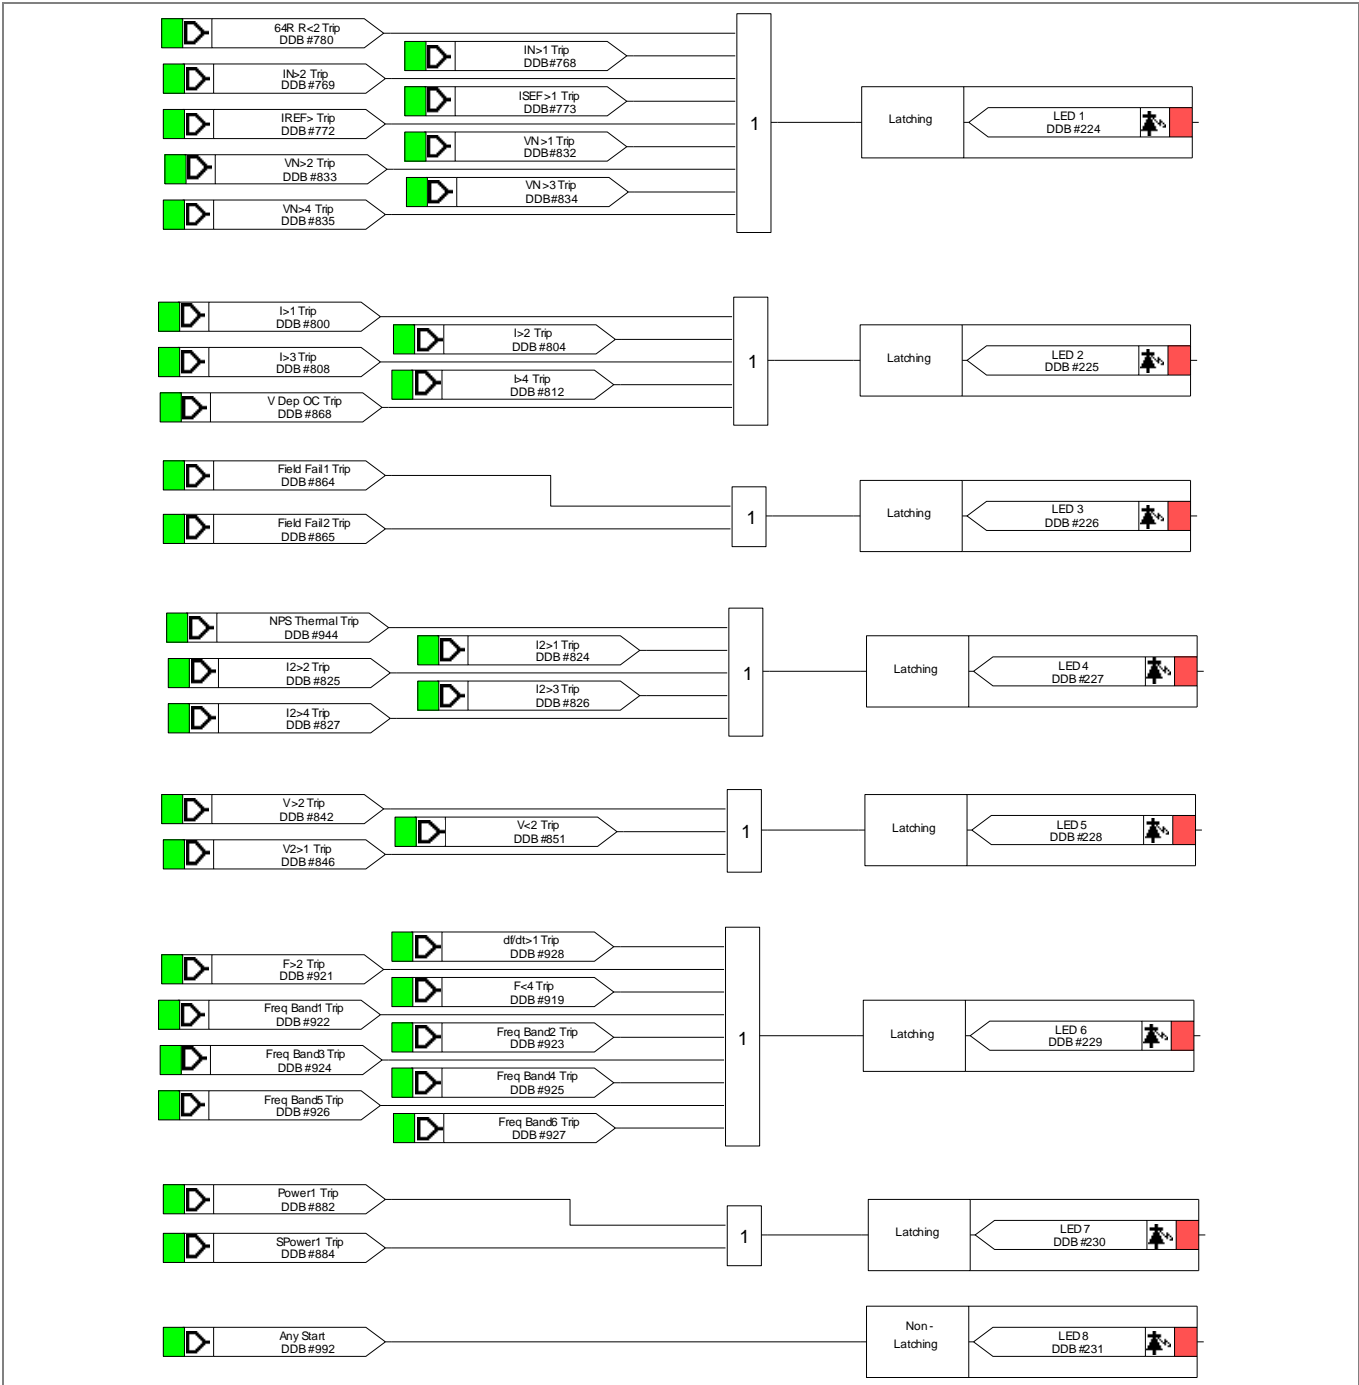 64R R<2 Trip
DDB #780
IN>1 Trip
DDB#768
IN>2 Trip
DDB#769
ISEF>1 Trip
DDB#773
IREF> Trip
DDB #772
VN>1 Trip
DDB#832
VN>2 Trip
DDB #833
VN>3 Trip
DDB#834
VN>4 Trip
DDB#835
1
Latching
LED 1
DDB #224
I>1 Trip
DDB #800
I>2 Trip
DDB #804
I>3 Trip
DDB #808
I>4 Trip
DDB #812
V Dep OC Trip
DDB #868
1
Latching
LED 2
DDB #225
Field Fail1 Trip
DDB #864
Field Fail2 Trip
DDB #865
1
Latching
LED 3
DDB #226
NPS Thermal Trip
DDB #944
I2>1 Trip
DDB #824
I2>2 Trip
DDB #825
I2>3 Trip
DDB #826
I2>4 Trip
DDB #827
1
Latching
LED 4
DDB #227
V>2 Trip
DDB #842
V<2 Trip
DDB #851
V2>1 Trip
DDB #846
1
Latching
LED 5
DDB #228
df/dt>1 Trip
DDB #928
F>2 Trip
DDB #921
F<4 Trip
DDB #919
Freq Band1 Trip
DDB #922
Freq Band2 Trip
DDB #923
Freq Band3 Trip
DDB #924
Freq Band4 Trip
DDB #925
Freq Band5 Trip
DDB #926
Freq Band6 Trip
DDB #927
1
Latching
LED 6
DDB #229
Power1 Trip
DDB #882
SPower1 Trip
DDB #884
1
Latching
LED 7
DDB #230
Any Start
DDB #992
Non -
Latching
LED 8
DDB #231